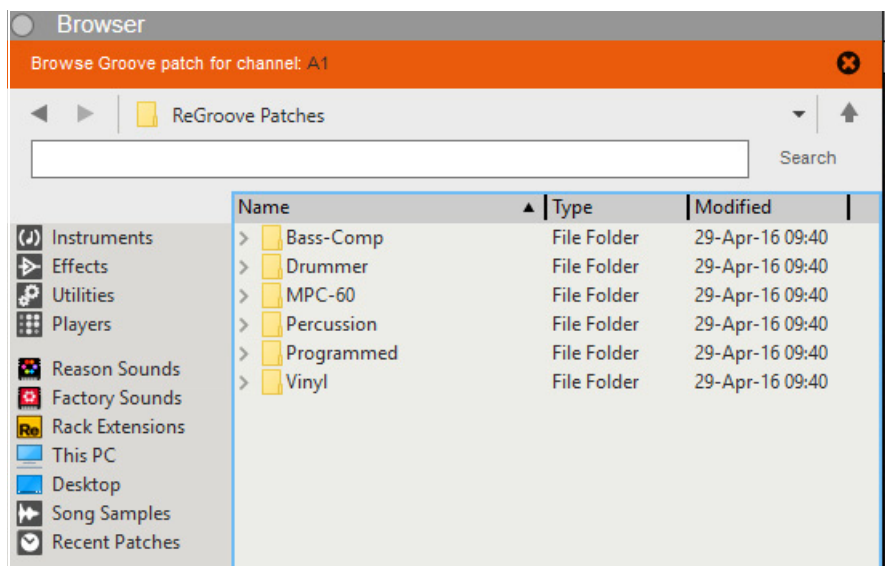 Browser
Browse Groove patch for channel: A1
ReGroove Patches
Search
Name Type Modified
Instruments
Effects
Utilities
Players
Reason Sounds
Factory Sounds
Re Rack Extensions
This PC
Desktop
Song Samples
Recent Patches
Bass-Comp File Folder 29-Apr-16 09:40
Drummer File Folder 29-Apr-16 09:40
MPC-60 File Folder 29-Apr-16 09:40
Percussion File Folder 29-Apr-16 09:40
Programmed File Folder 29-Apr-16 09:40
Vinyl File Folder 29-Apr-16 09:40